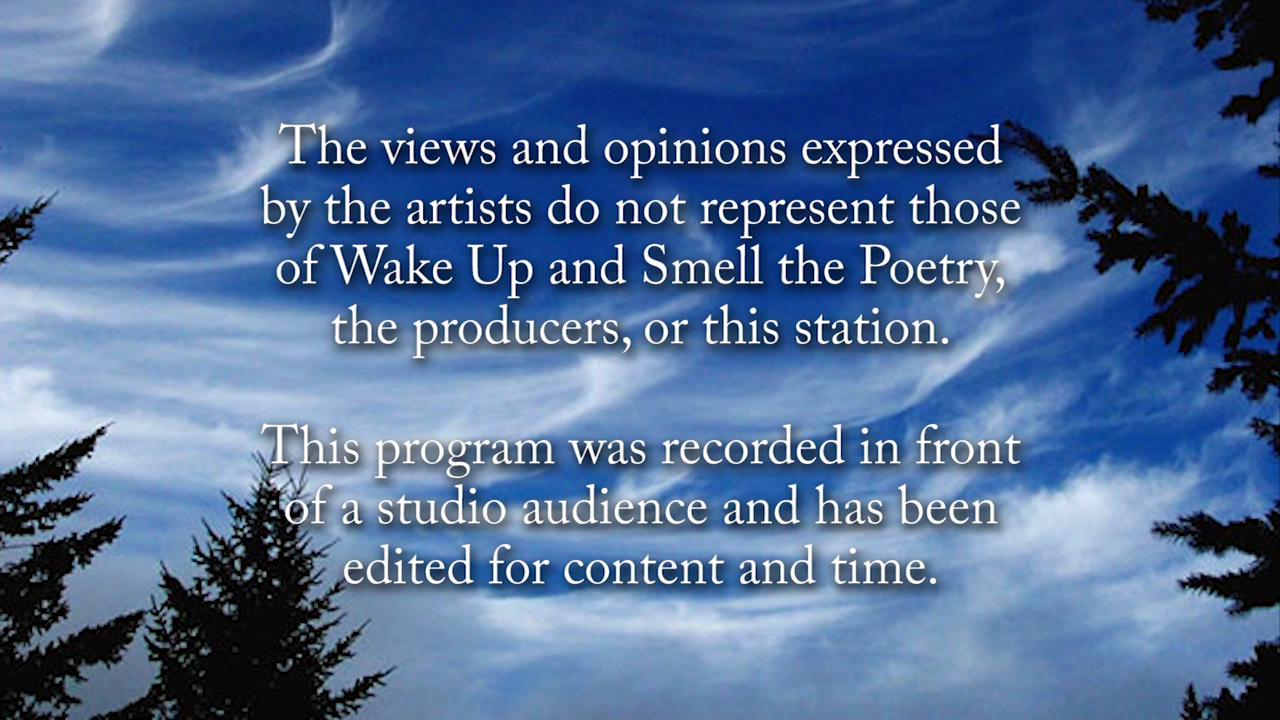 The views and opinions expressed
by the artists do not represent those
of Wake Up and Smell the Poetry,
the producers, or this station.
This program was recorded in front
of a studio audience and has been
edited for content and time.